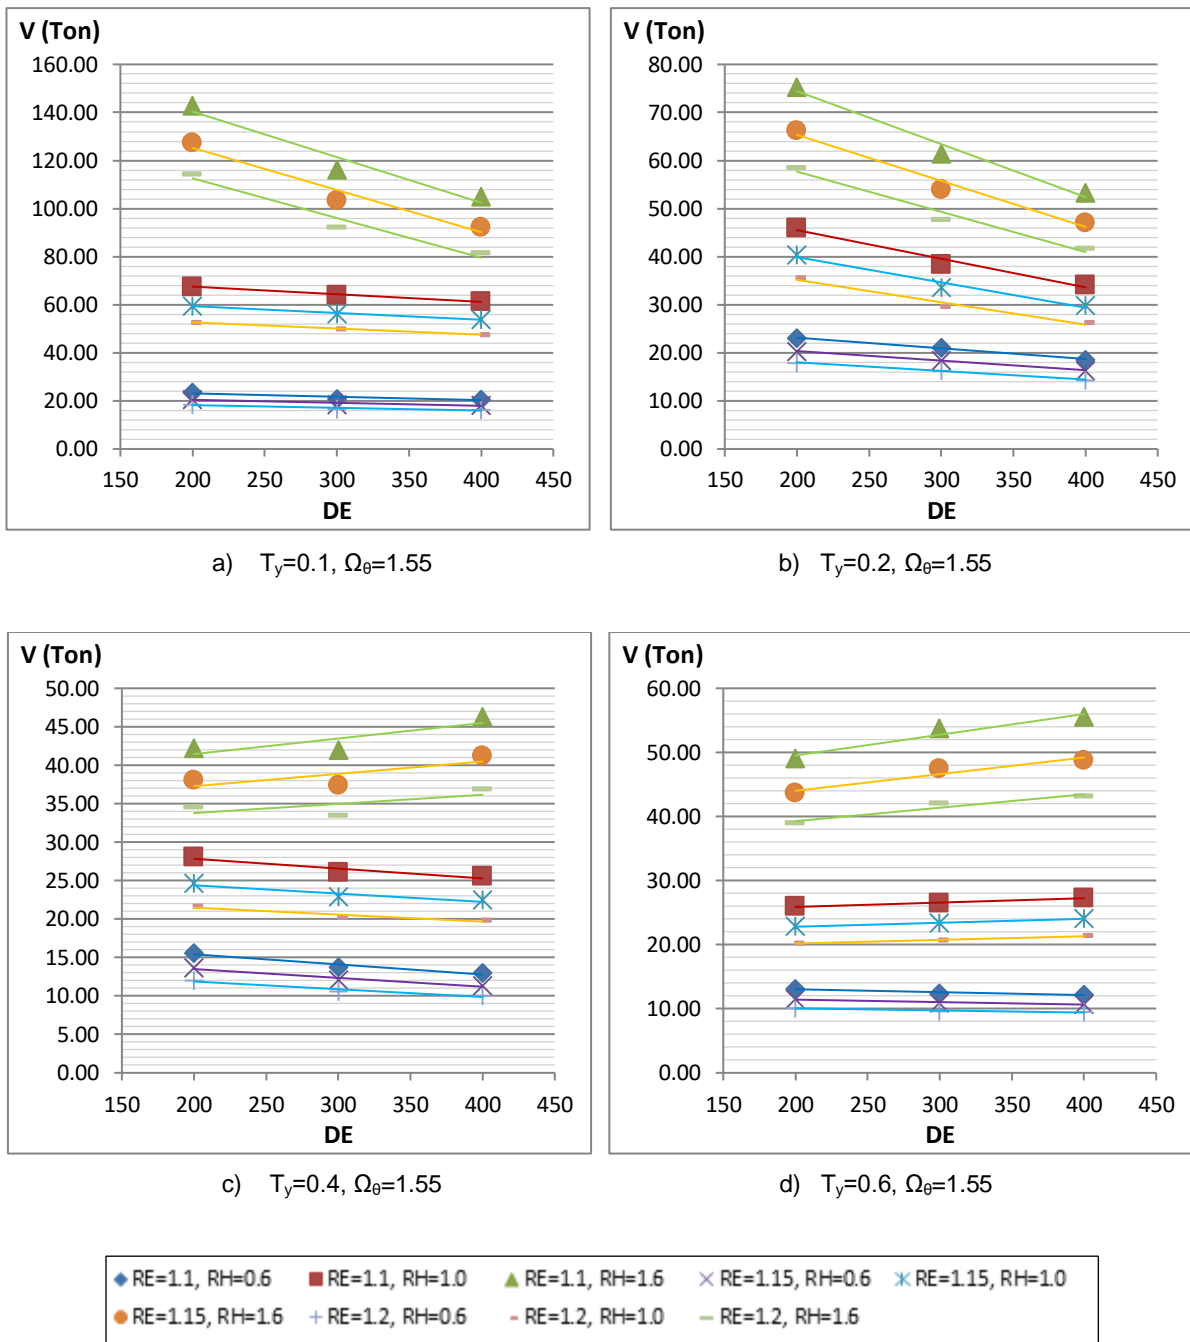 V (Ton)
160.00
140.00
120.00
100.00
80.00
60.00
40.00
20.00
0.00
150 200 250 300 350 400 450
DE
a) T_y=0.1, Ω_θ=1.55
V (Ton)
80.00
70.00
60.00
50.00
40.00
30.00
20.00
10.00
0.00
150 200 250 300 350 400 450
DE
b) T_y=0.2, Ω_θ=1.55
V (Ton)
50.00
45.00
40.00
35.00
30.00
25.00
20.00
15.00
10.00
5.00
0.00
150 200 250 300 350 400 450
DE
c) T_y=0.4, Ω_θ=1.55
V (Ton)
60.00
50.00
40.00
30.00
20.00
10.00
0.00
150 200 250 300 350 400 450
DE
d) T_y=0.6, Ω_θ=1.55
RE=1.1, RH=0.6 RE=1.1, RH=1.0 RE=1.1, RH=1.6 RE=1.15, RH=0.6 RE=1.15, RH=1.0
RE=1.15, RH=1.6 RE=1.2, RH=0.6 RE=1.2, RH=1.0 RE=1.2, RH=1.6